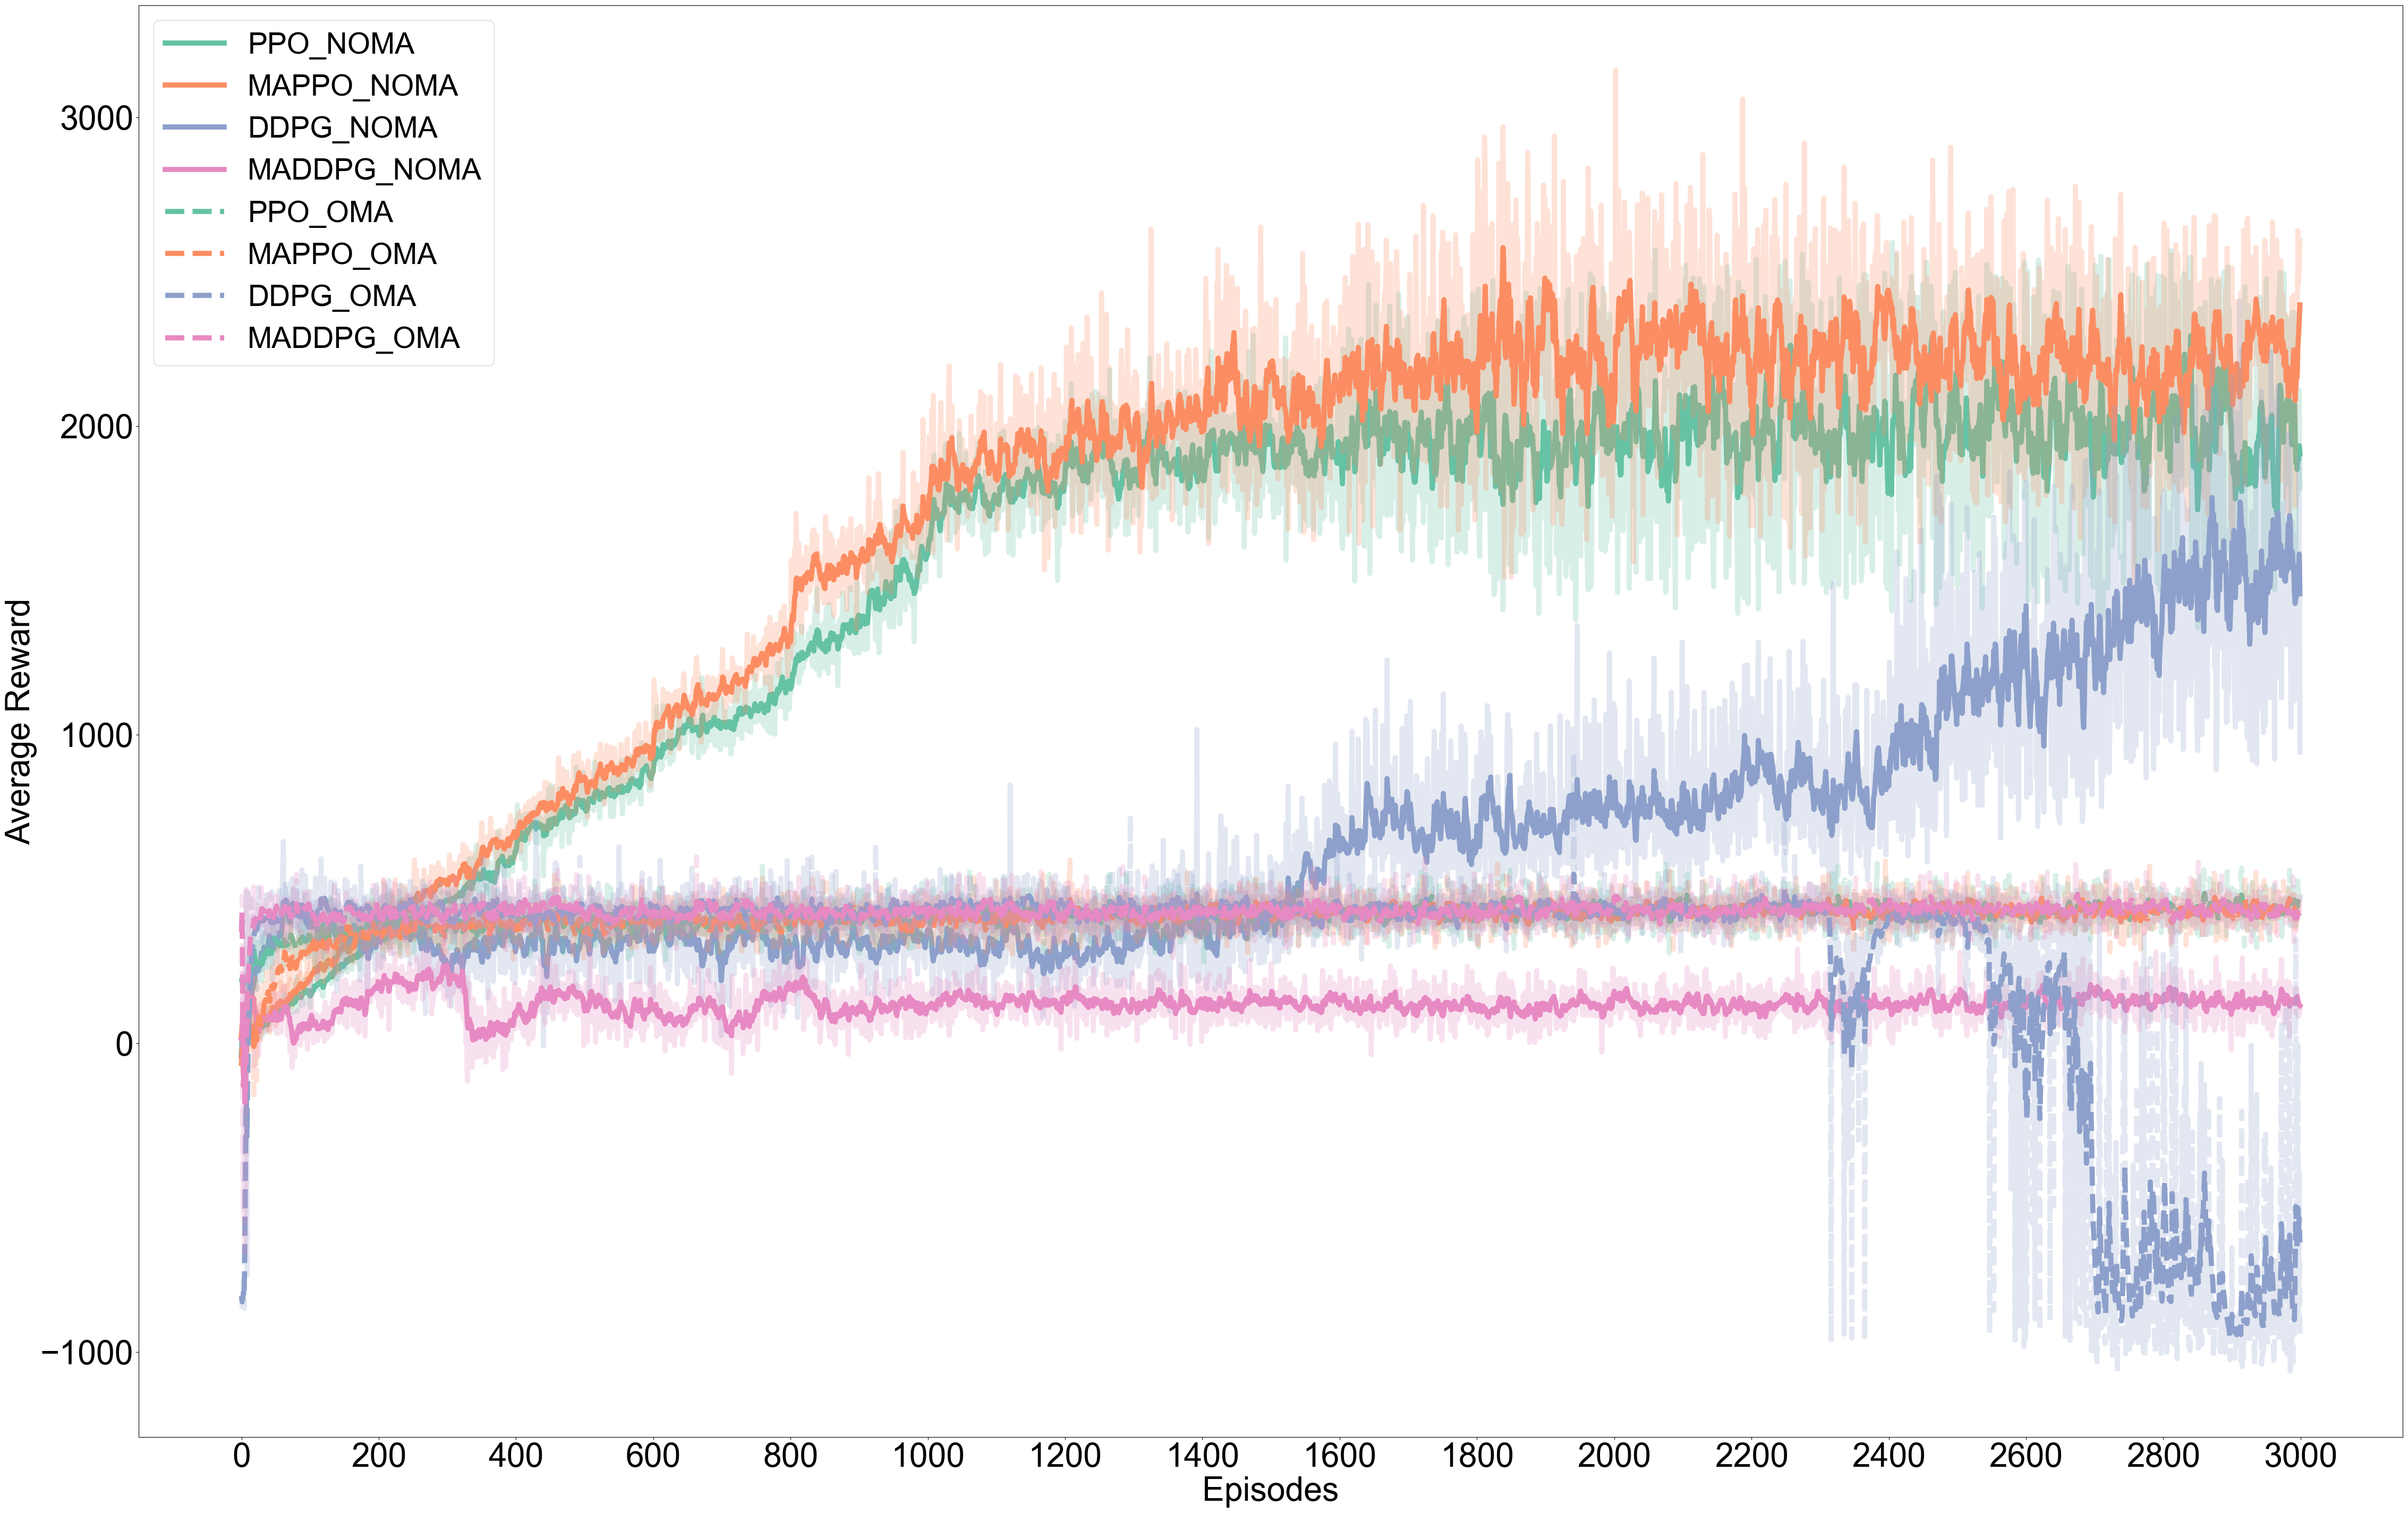 PPO_NOMA
MAPPO_NOMA
DDPG_NOMA
MADDPG_NOMA
PPO_OMA
MAPPO_OMA
DDPG_OMA
MADDPG_OMA
3000
2000
1000
0
−1000
Average Reward
0 200 400 600 800 1000 1200 1400 1600 1800 2000 2200 2400 2600 2800 3000
Episodes